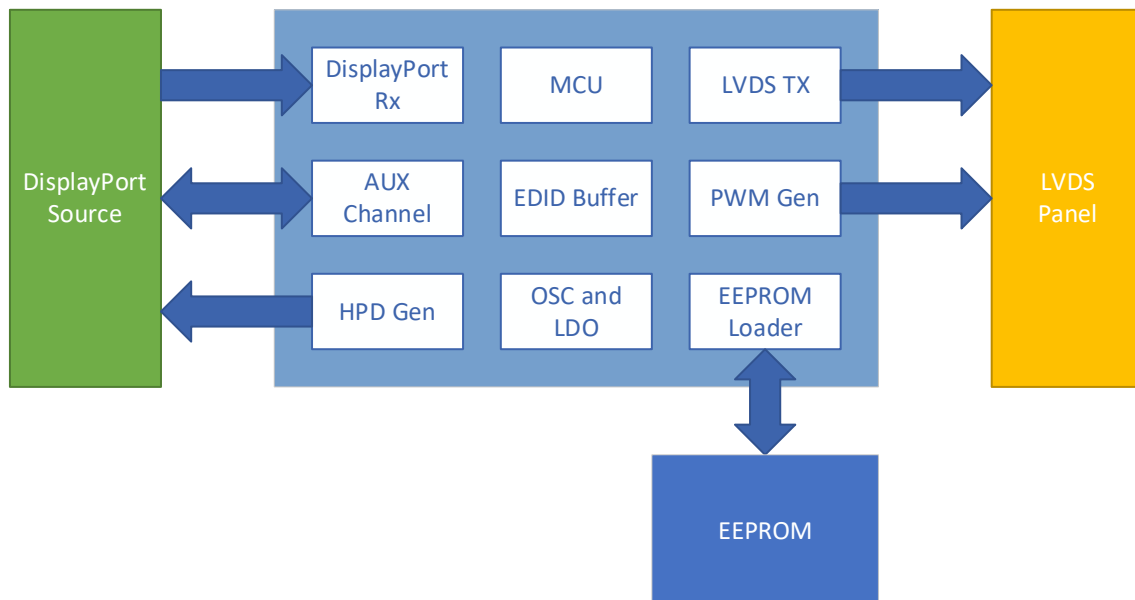 DisplayPort
Source
DisplayPort
Rx
MCU
LVDS TX
AUX
Channel
EDID Buffer
PWM Gen
HPD Gen
OSC and
LDO
EEPROM
Loader
LVDS
Panel
EEPROM